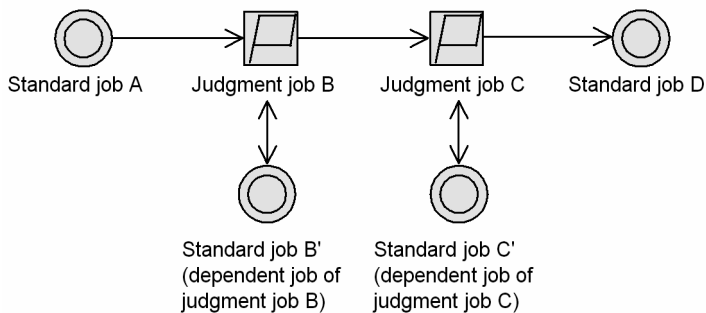 Standard job A
Judgment job B
Judgment job C
Standard job D
Standard job B'
(dependent job of
judgment job B)
Standard job C'
(dependent job of
judgment job C)